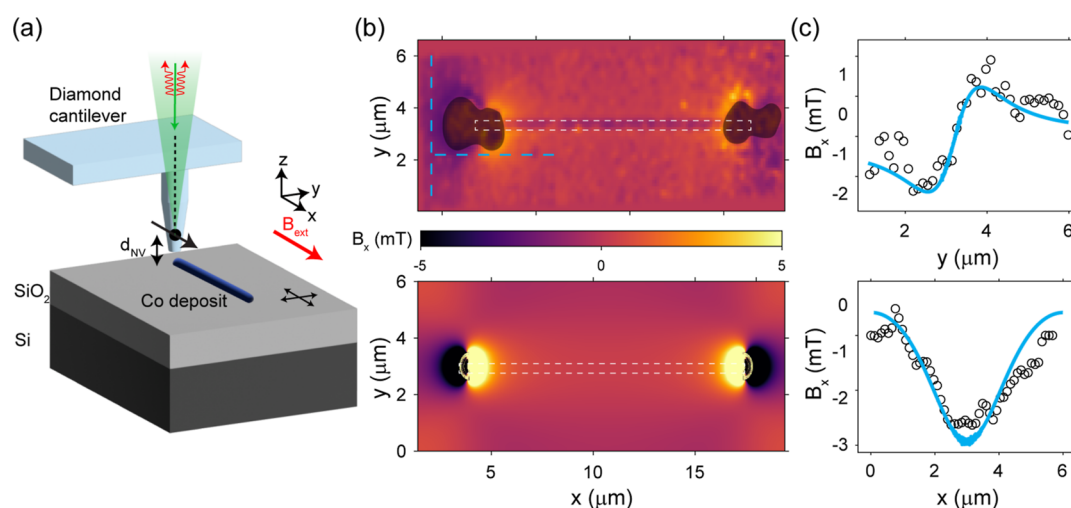 (a)
Diamond
cantilever
z
y
x
B_ext
d_NV
Co deposit
SiO₂
Si
(b)
6
4
2
y (μm)
B_x (mT)
-5
0
5
6
4
2
0
y (μm)
5
10
15
x (μm)
(c)
1
0
-1
-2
B_x (mT)
2
4
6
y (μm)
0
-1
-2
-3
B_x (mT)
0
2
4
6
x (μm)